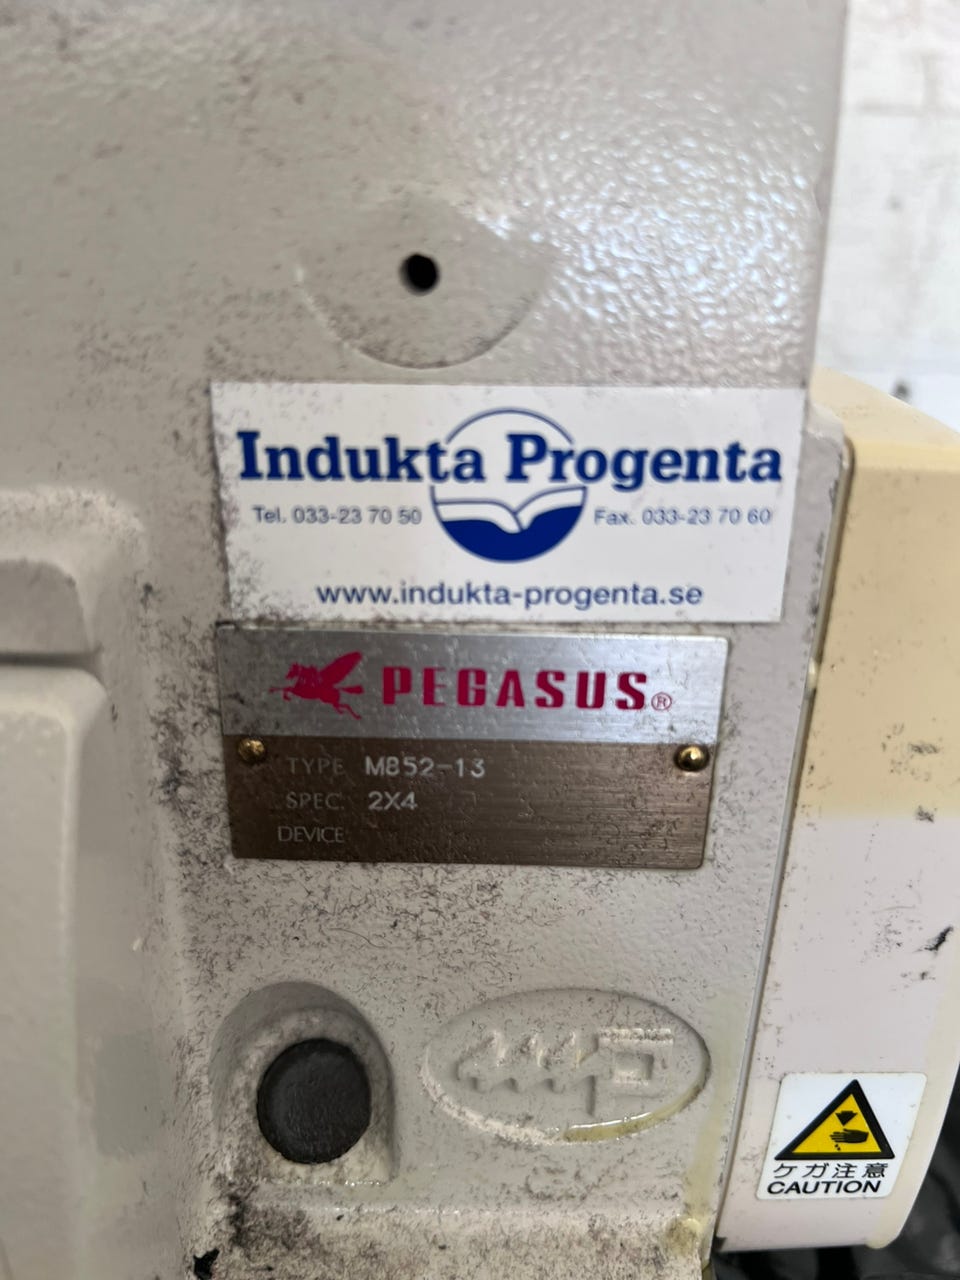 Indukta Progenta
Tel. 033-23 70 50 Fax. 033-23 70 60
www.indukta-progenta.se
PEGASUS®
TYPE M852-13
SPEC. 2X4
DEVICE
ケガ注意
CAUTION